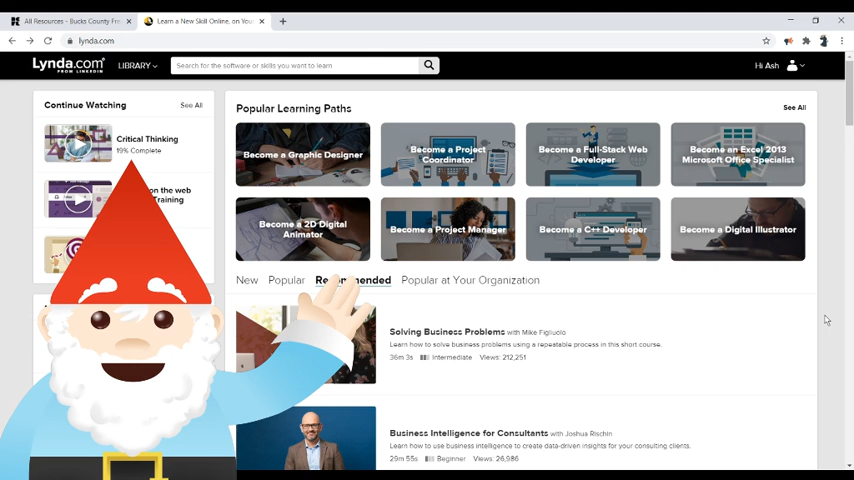 All Resources - Bucks County Fre
Learn a New Skill Online, on You
lynda.com
Lynda.com
FROM LINKEDIN
LIBRARY
Search for the software or skills you want to learn
Hi Ash
Continue Watching
See All
Critical Thinking
19% Complete
on the web
Training
Popular Learning Paths
See All
Become a Graphic Designer
Become a Project
Coordinator
Become a Full-Stack Web
Developer
Become an Excel 2013
Microsoft Office Specialist
Become a 2D Digital
Animator
Become a Project Manager
Become a C++ Developer
Become a Digital Illustrator
New Popular Recommended Popular at Your Organization
Solving Business Problems with Mike Figliuolo
Learn how to solve business problems using a repeatable process in this short course.
36m 3s Intermediate Views: 212,251
Business Intelligence for Consultants with Joshua Rischin
Learn how to use business intelligence to create data-driven insights for your consulting clients.
29m 55s Beginner Views: 26,986